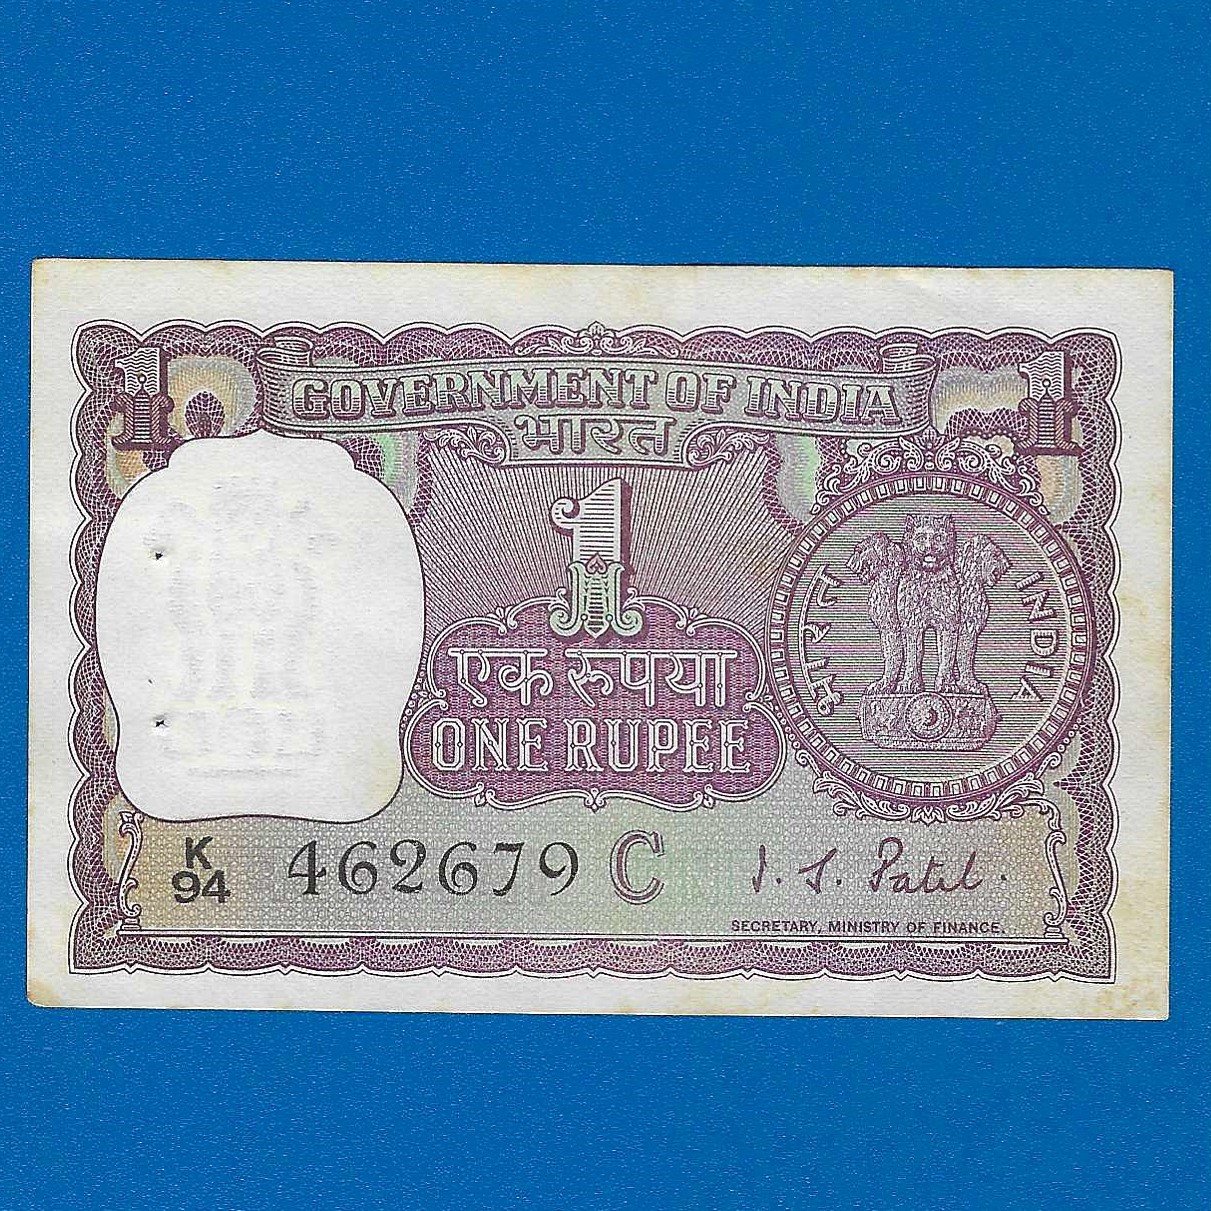 1 1
GOVERNMENT OF INDIA
भारत
1
एक रुपया
ONE RUPEE
भारत INDIA
K
94 462679 C
SECRETARY, MINISTRY OF FINANCE.